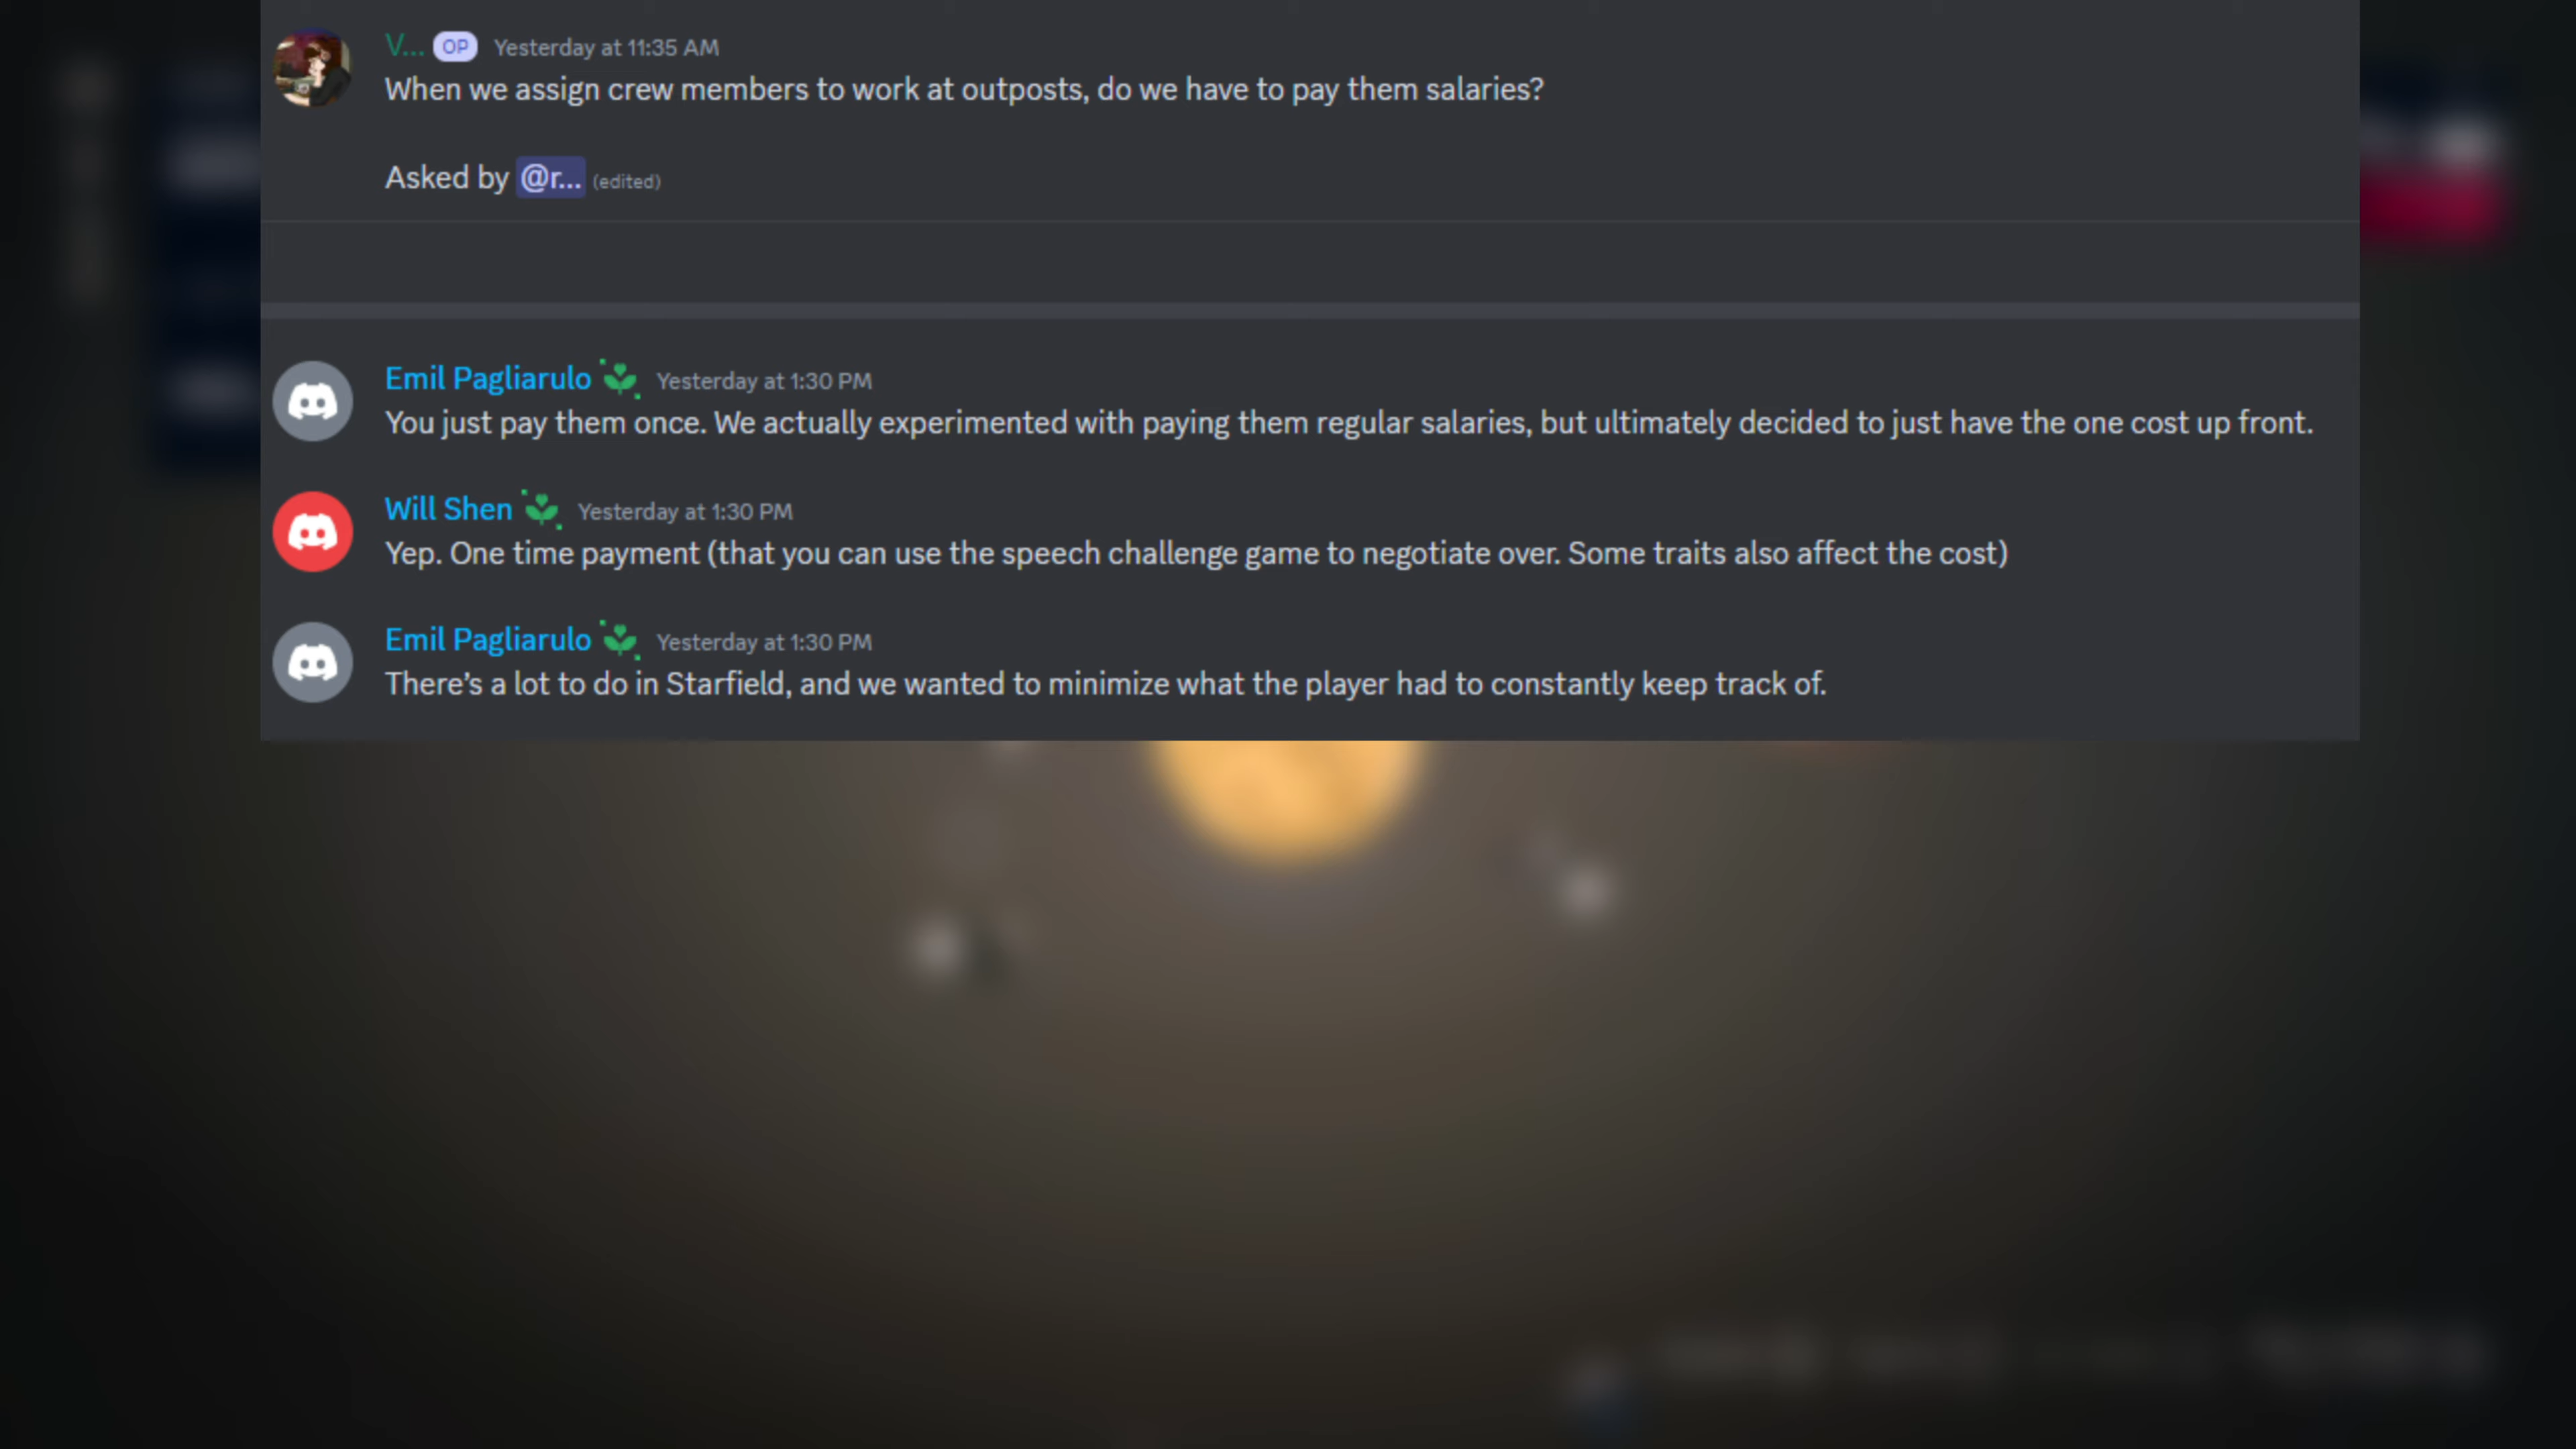 V... OP Yesterday at 11:35 AM
When we assign crew members to work at outposts, do we have to pay them salaries?
Asked by @r... (edited)
Emil Pagliarulo Yesterday at 1:30 PM
You just pay them once. We actually experimented with paying them regular salaries, but ultimately decided to just have the one cost up front.
Will Shen Yesterday at 1:30 PM
Yep. One time payment (that you can use the speech challenge game to negotiate over. Some traits also affect the cost)
Emil Pagliarulo Yesterday at 1:30 PM
There's a lot to do in Starfield, and we wanted to minimize what the player had to constantly keep track of.